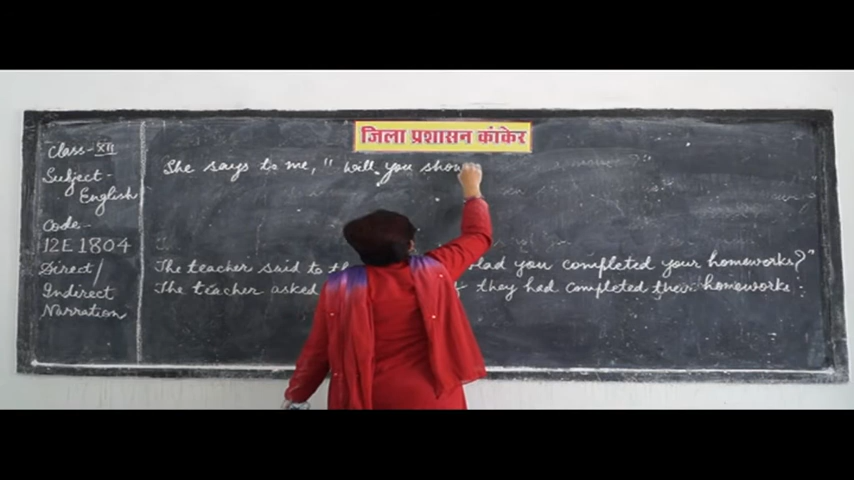 जिला प्रशासन कांकेर
Class- XII
Subject-
English
Code-
12E1804
Direct/
Indirect
Narration
She says to me, " Will you show
The teacher said to had you completed your homeworks?"
The teacher asked they had completed their homeworks.